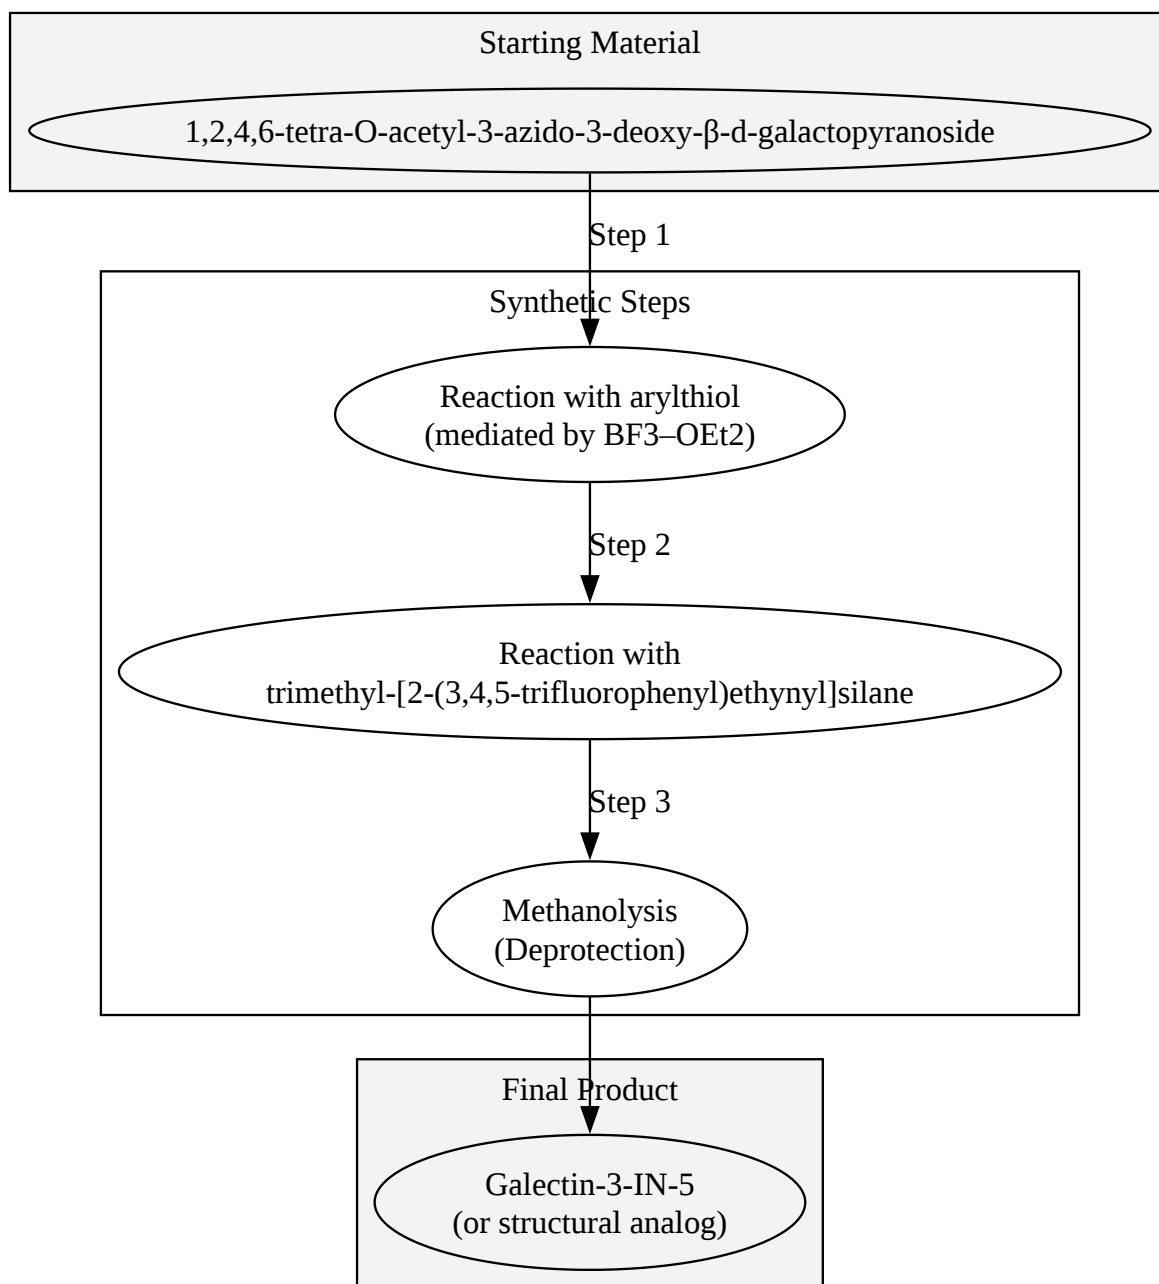 Starting Material
1,2,4,6-tetra-O-acetyl-3-azido-3-deoxy-β-d-galactopyranoside
Step 1
Synthetic Steps
Reaction with arylthiol
(mediated by BF3–OEt2)
Step 2
Reaction with
trimethyl-[2-(3,4,5-trifluorophenyl)ethynyl]silane
Step 3
Methanolysis
(Deprotection)
Final Product
Galectin-3-IN-5
(or structural analog)